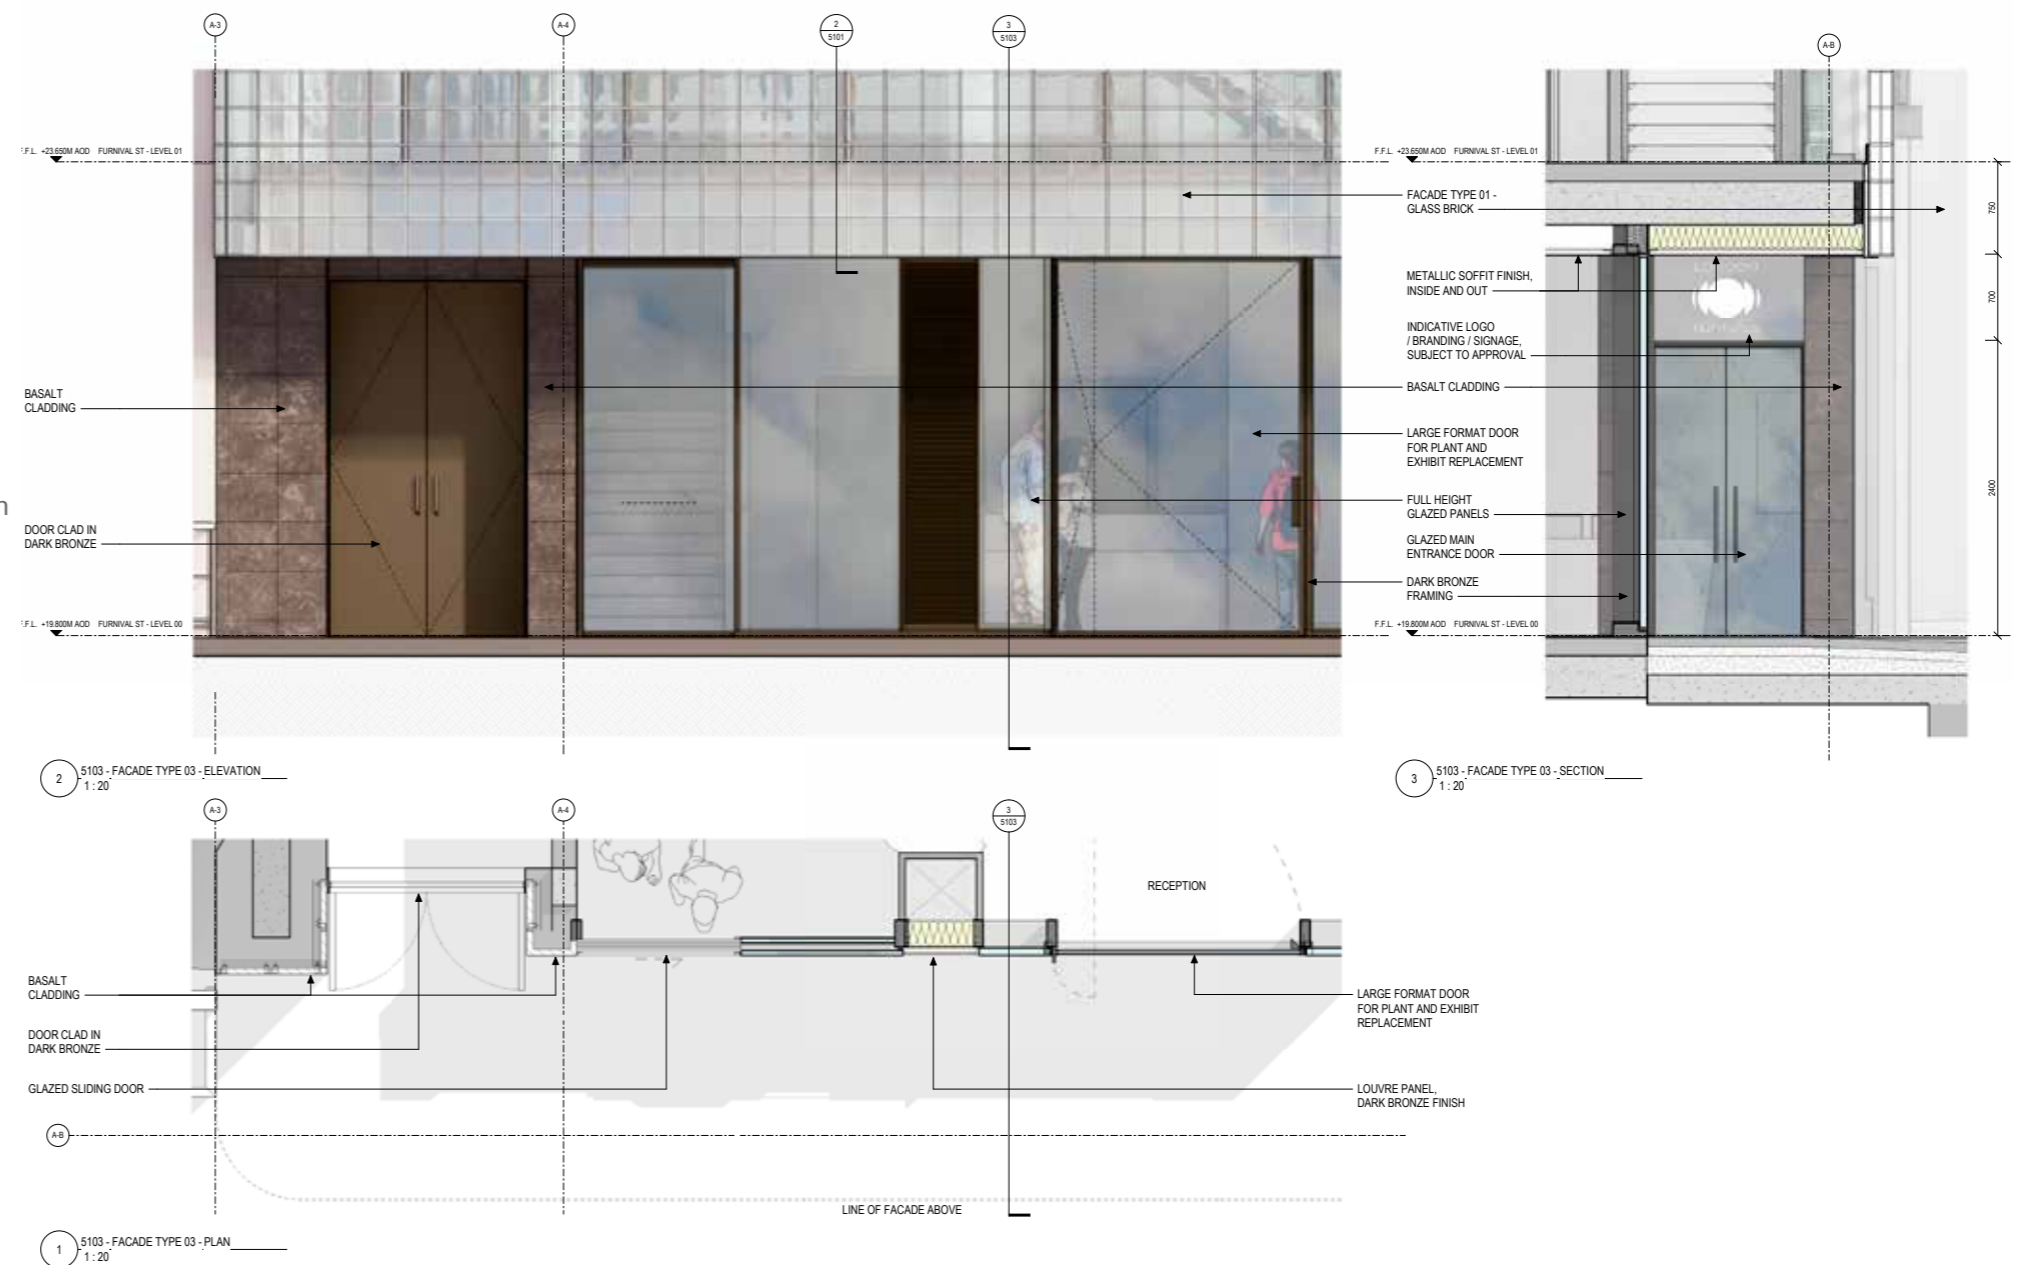 A-3
A-4
2
5101
3
5103
A-B
F.F.L. +23.650M AOD FURNIVAL ST - LEVEL 01
F.F.L. +23.650M AOD FURNIVAL ST - LEVEL 01
FACADE TYPE 01 -
GLASS BRICK
750
METALLIC SOFFIT FINISH,
INSIDE AND OUT
700
INDICATIVE LOGO
/ BRANDING / SIGNAGE,
SUBJECT TO APPROVAL
BASALT
CLADDING
BASALT CLADDING
LARGE FORMAT DOOR
FOR PLANT AND
EXHIBIT REPLACEMENT
2400
n
FULL HEIGHT
GLAZED PANELS
DOOR CLAD IN
DARK BRONZE
GLAZED MAIN
ENTRANCE DOOR
DARK BRONZE
FRAMING
F.F.L. +19.800M AOD FURNIVAL ST - LEVEL 00
F.F.L. +19.800M AOD FURNIVAL ST - LEVEL 00
2
5103 - FACADE TYPE 03 - ELEVATION
1 : 20
3
5103 - FACADE TYPE 03 - SECTION
1 : 20
A-3
A-4
3
5103
RECEPTION
BASALT
CLADDING
LARGE FORMAT DOOR
FOR PLANT AND EXHIBIT
REPLACEMENT
DOOR CLAD IN
DARK BRONZE
GLAZED SLIDING DOOR
LOUVRE PANEL,
DARK BRONZE FINISH
A-B
LINE OF FACADE ABOVE
1
5103 - FACADE TYPE 03 - PLAN
1 : 20